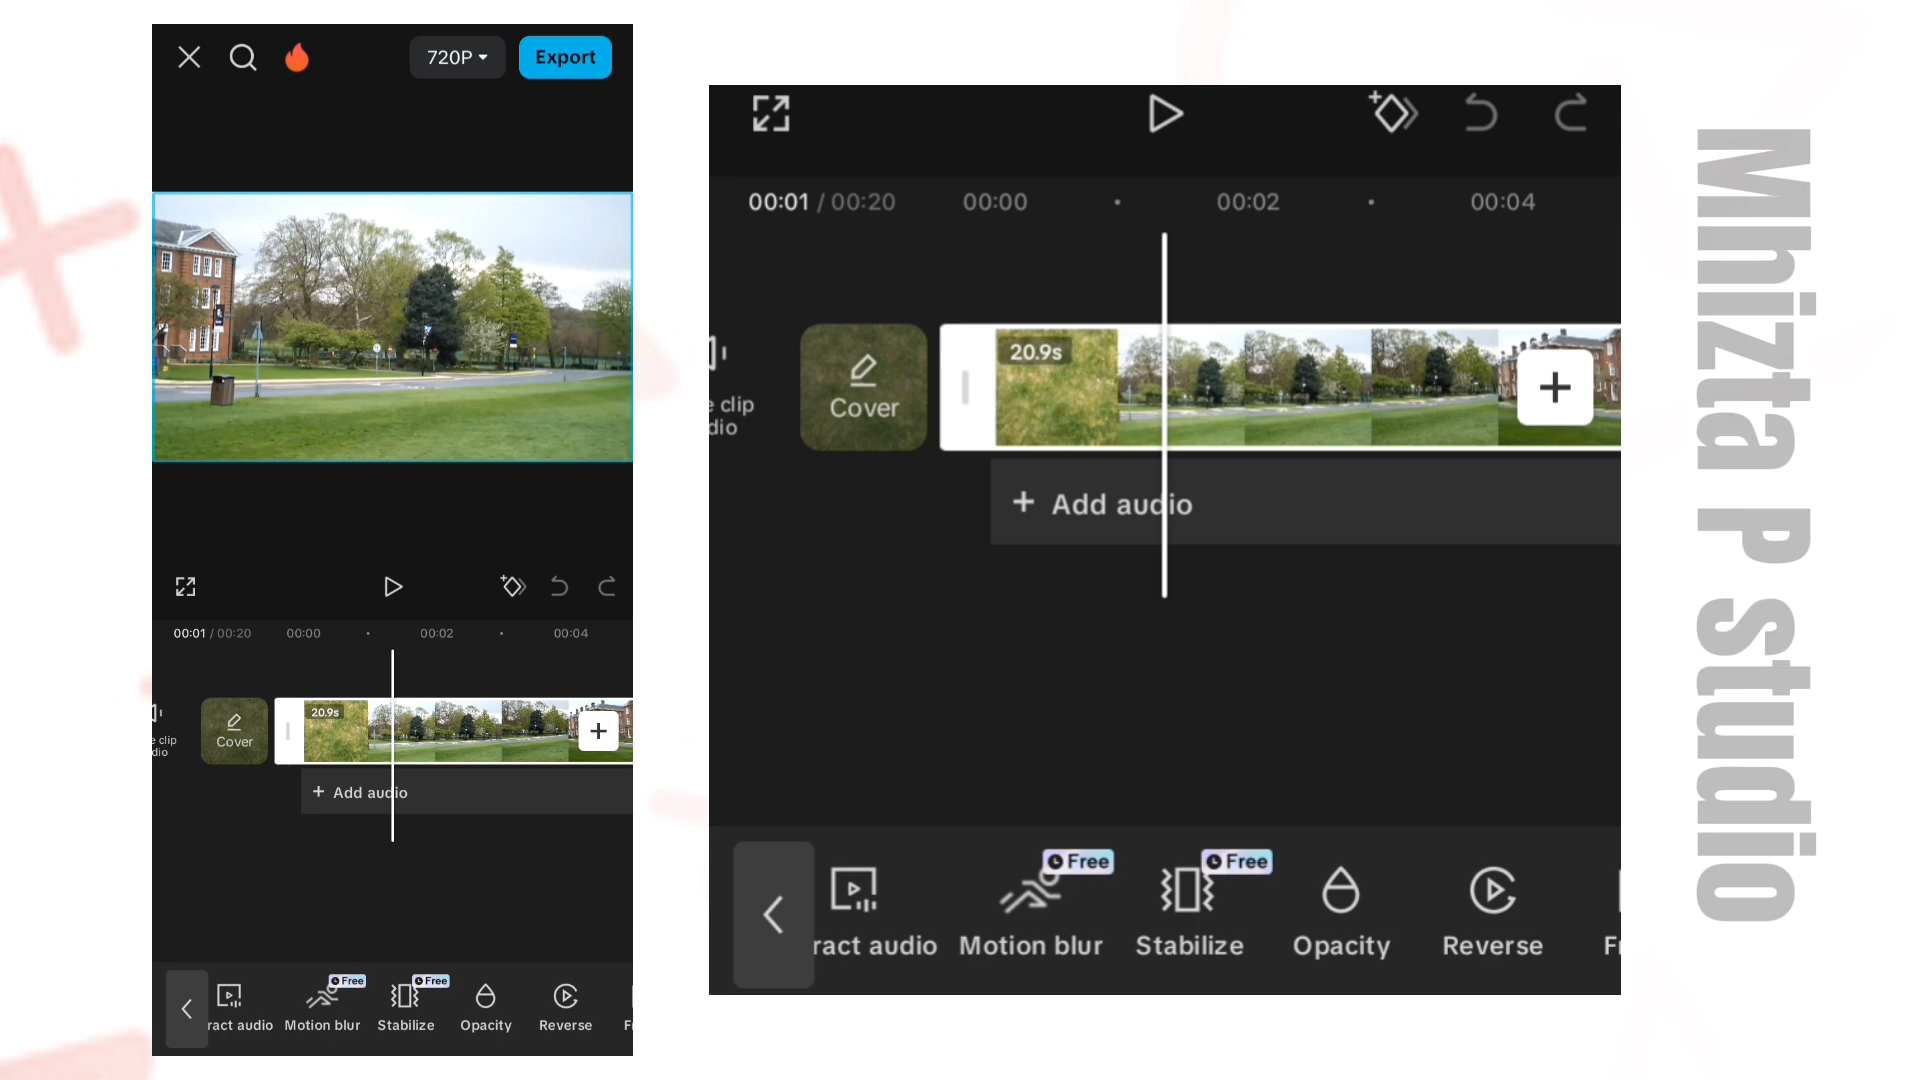 720P
Export
00:01 / 00:20
00:00
00:02
00:04
e clip
dio
Cover
20.9s
+ Add audio
ract audio
Free
Motion blur
Free
Stabilize
Opacity
Reverse
00:01 / 00:20
00:00
00:02
00:04
e clip
dio
Cover
20.9s
+ Add audio
ract audio
Free
Motion blur
Free
Stabilize
Opacity
Reverse
Mhizta P studio